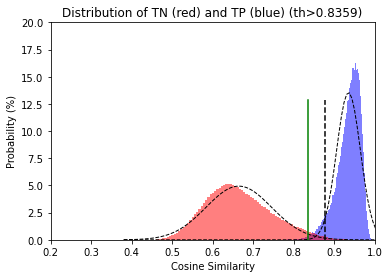 Distribution of TN (red) and TP (blue) (th>0.8359)
20.0
17.5
15.0
12.5
10.0
7.5
5.0
2.5
0.0
Probability (%)
0.2 0.3 0.4 0.5 0.6 0.7 0.8 0.9 1.0
Cosine Similarity